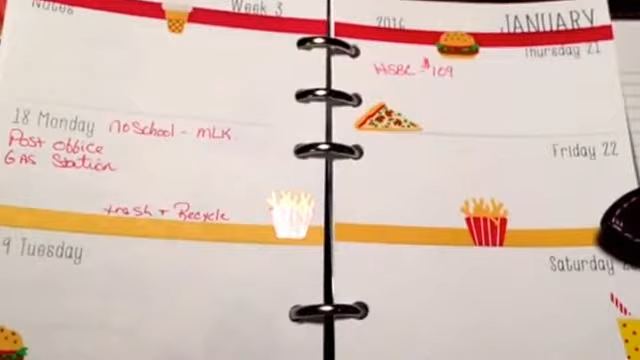 Notes
Week 3
18 Monday no School - MLK
Post office
GAS Station
trash + Recycle
9 Tuesday
2016
JANUARY
Thursday 21
HSBC - $109
Friday 22
Saturday